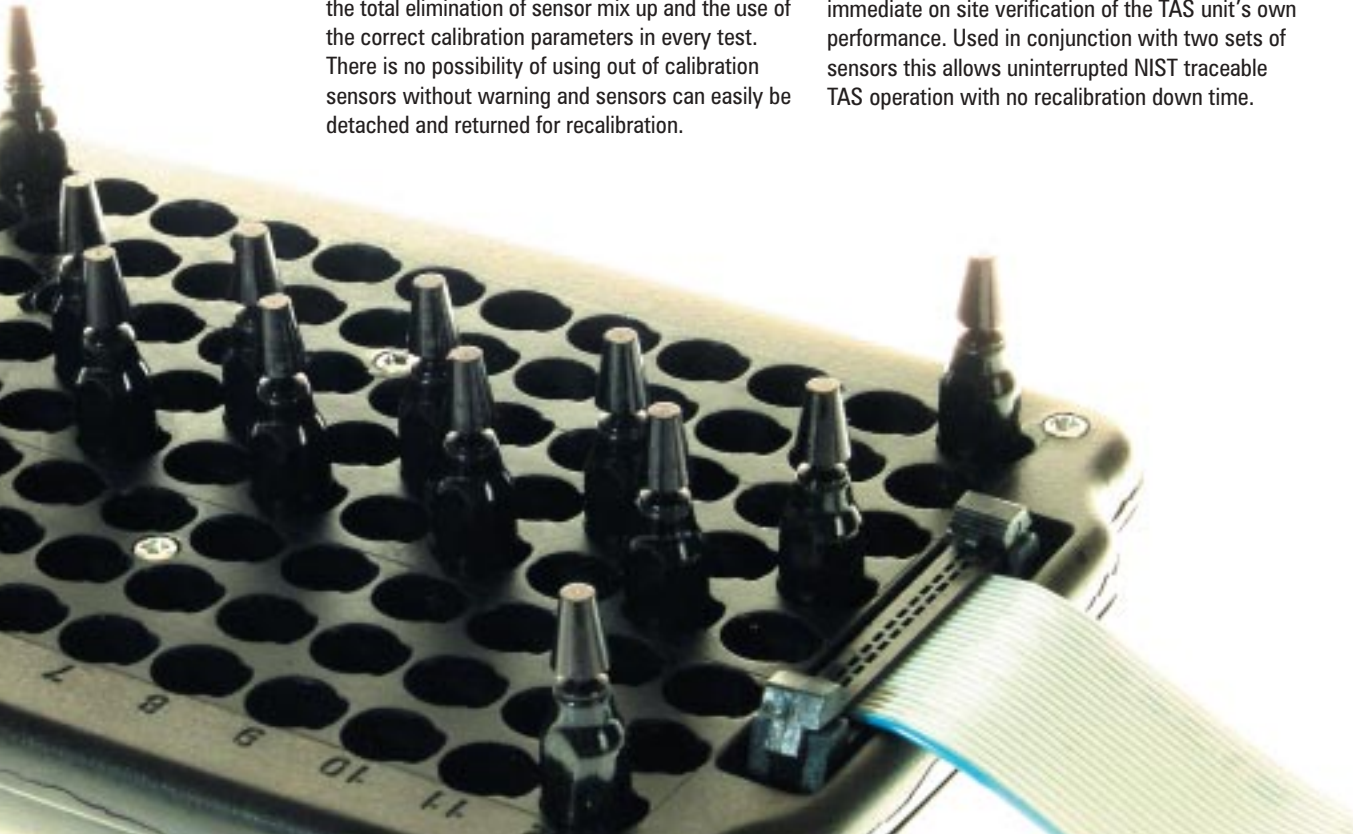 the total elimination of sensor mix up and the use of
the correct calibration parameters in every test.
There is no possibility of using out of calibration
sensors without warning and sensors can easily be
detached and returned for recalibration.
immediate on site verification of the TAS unit's own
performance. Used in conjunction with two sets of
sensors this allows uninterrupted NIST traceable
TAS operation with no recalibration down time.
7
8
9
10
11